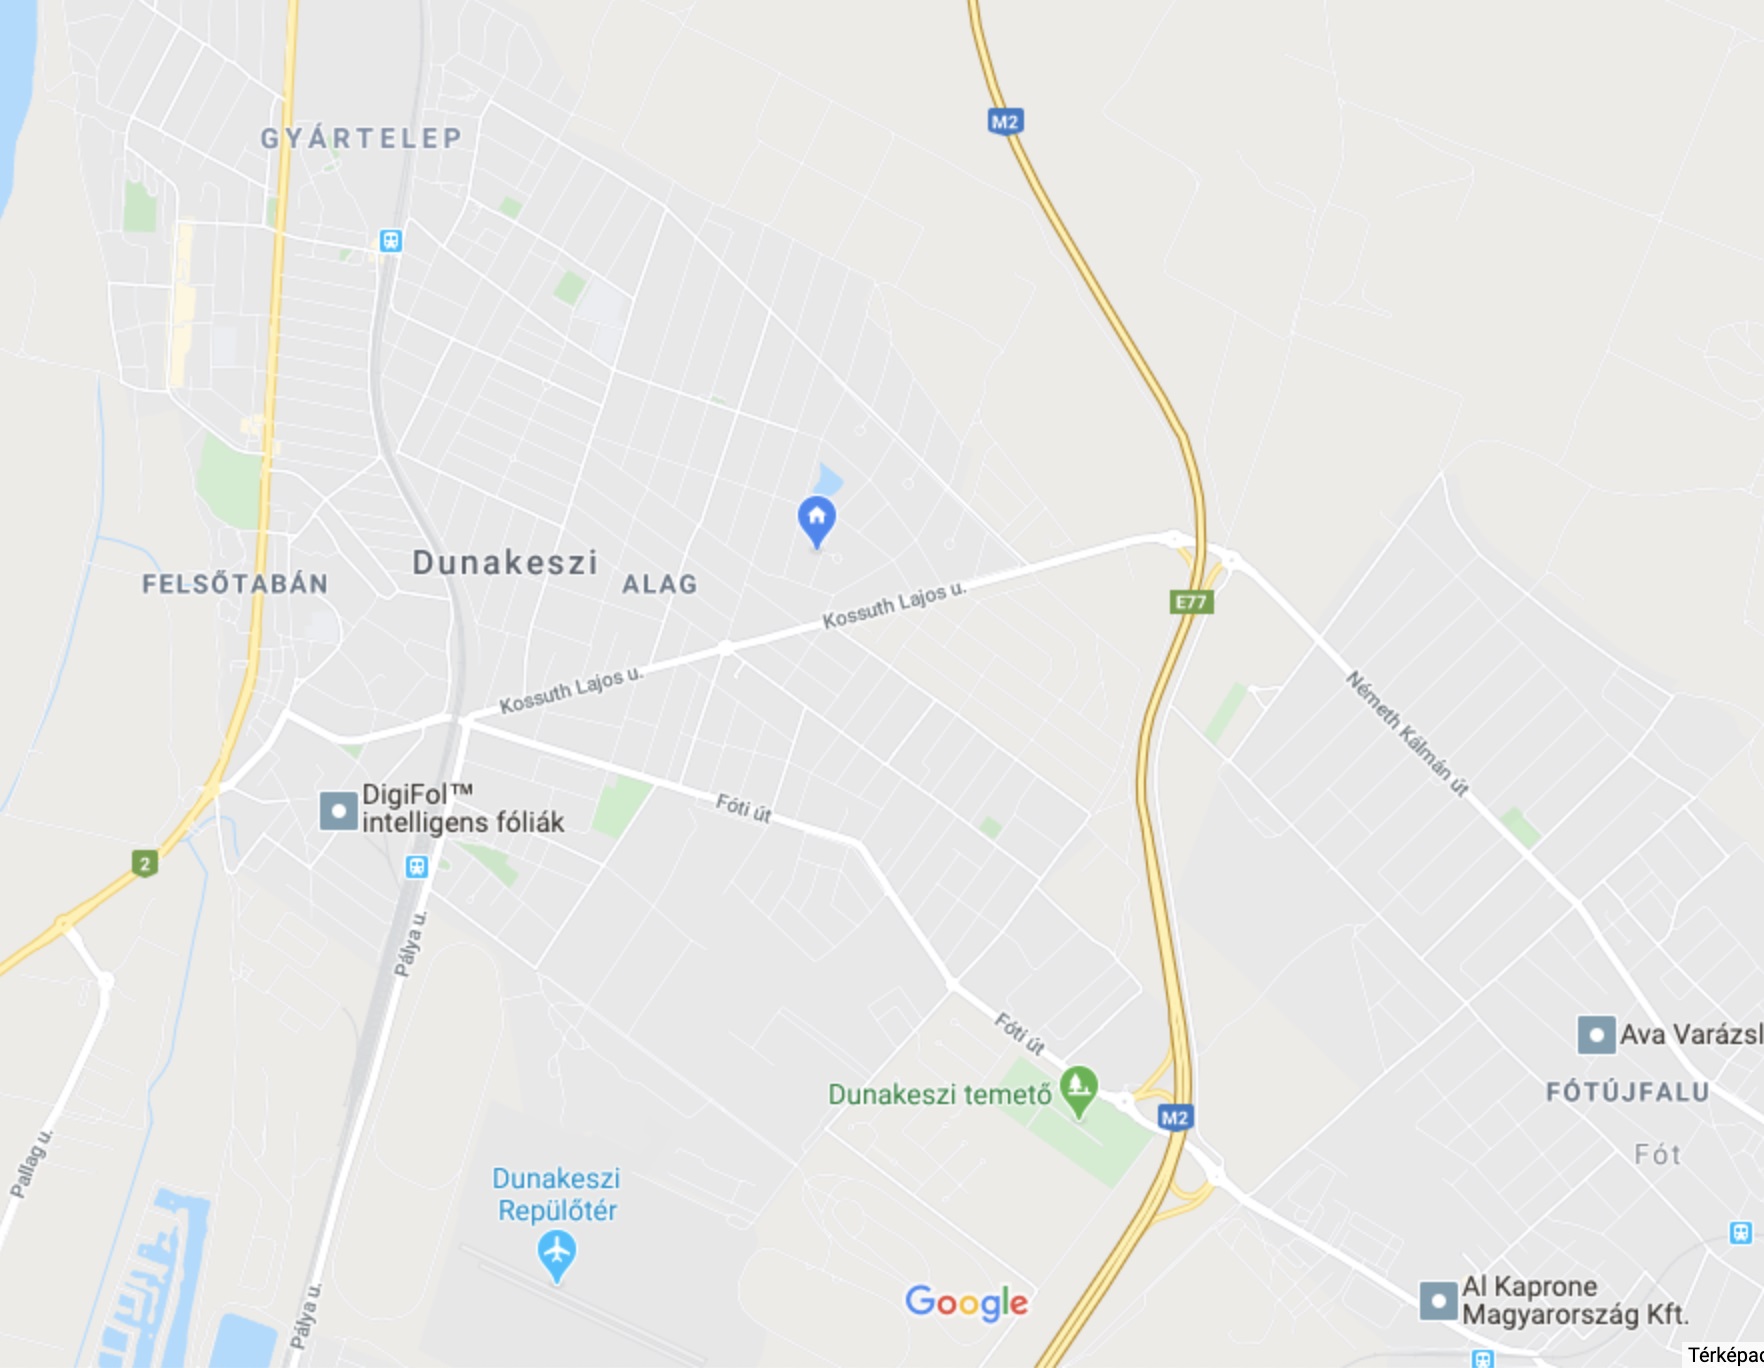 M2
GYÁRTELEP
Dunakeszi
ALAG
FELSŐTABÁN
Kossuth Lajos u.
E77
Kossuth Lajos u.
Németh Kálmán út
DigiFol™
intelligens fóliák
Fóti út
2
Pálya u.
Fóti út
Ava Varázsl
Dunakeszi temető
M2
FÓTÚJFALU
Fót
Pallag u.
Dunakeszi
Repülőtér
Pálya u.
Google
Al Kaprone
Magyarország Kft.
Térképad